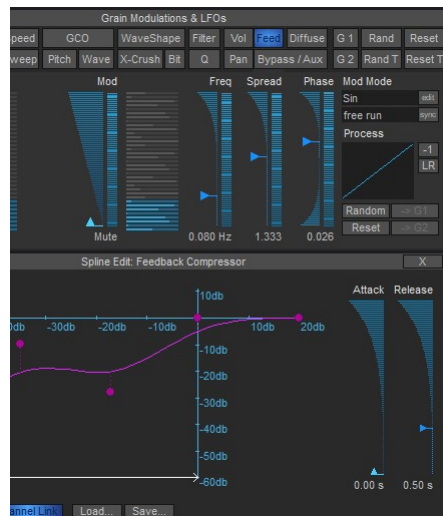 Grain Modulations & LFOs
peed GCO WaveShape Filter Vol Feed Diffuse G 1 Rand Reset
weep Pitch Wave X-Crush Bit Q Pan Bypass / Aux G 2 Rand T Reset T
Mod Freq Spread Phase Mod Mode
Sin edit
free run sync
Process
-1
LR
Random -> G1
Reset -> G2
Mute 0.080 Hz 1.333 0.026
Spline Edit: Feedback Compressor X
10db
Attack Release
0db -30db -20db -10db 10db 20db
-10db
-20db
-30db
-40db
-50db
-60db
0.00 s 0.50 s
annel Link Load... Save...